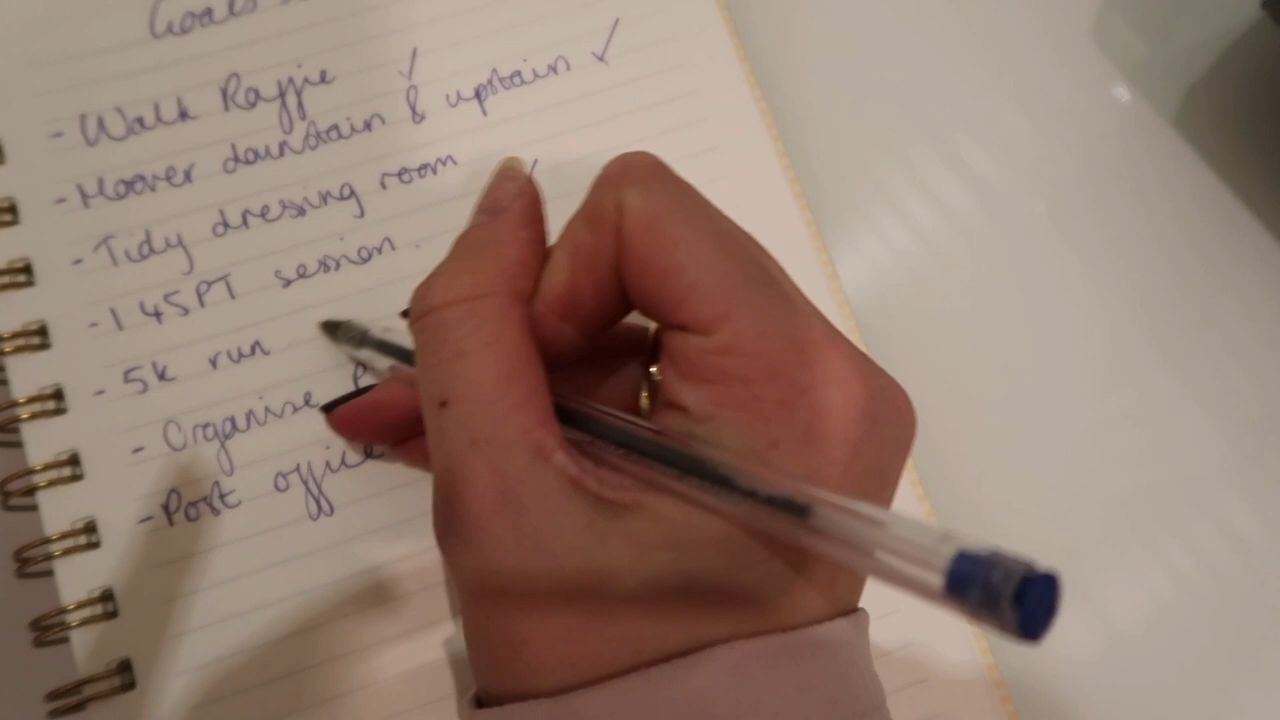 Goals
- Walk Rajjie ✓
- Hoover downstairs & upstairs ✓
- Tidy dressing room ✓
- 1 45PT session.
- 5k run
- Organise
- Post office